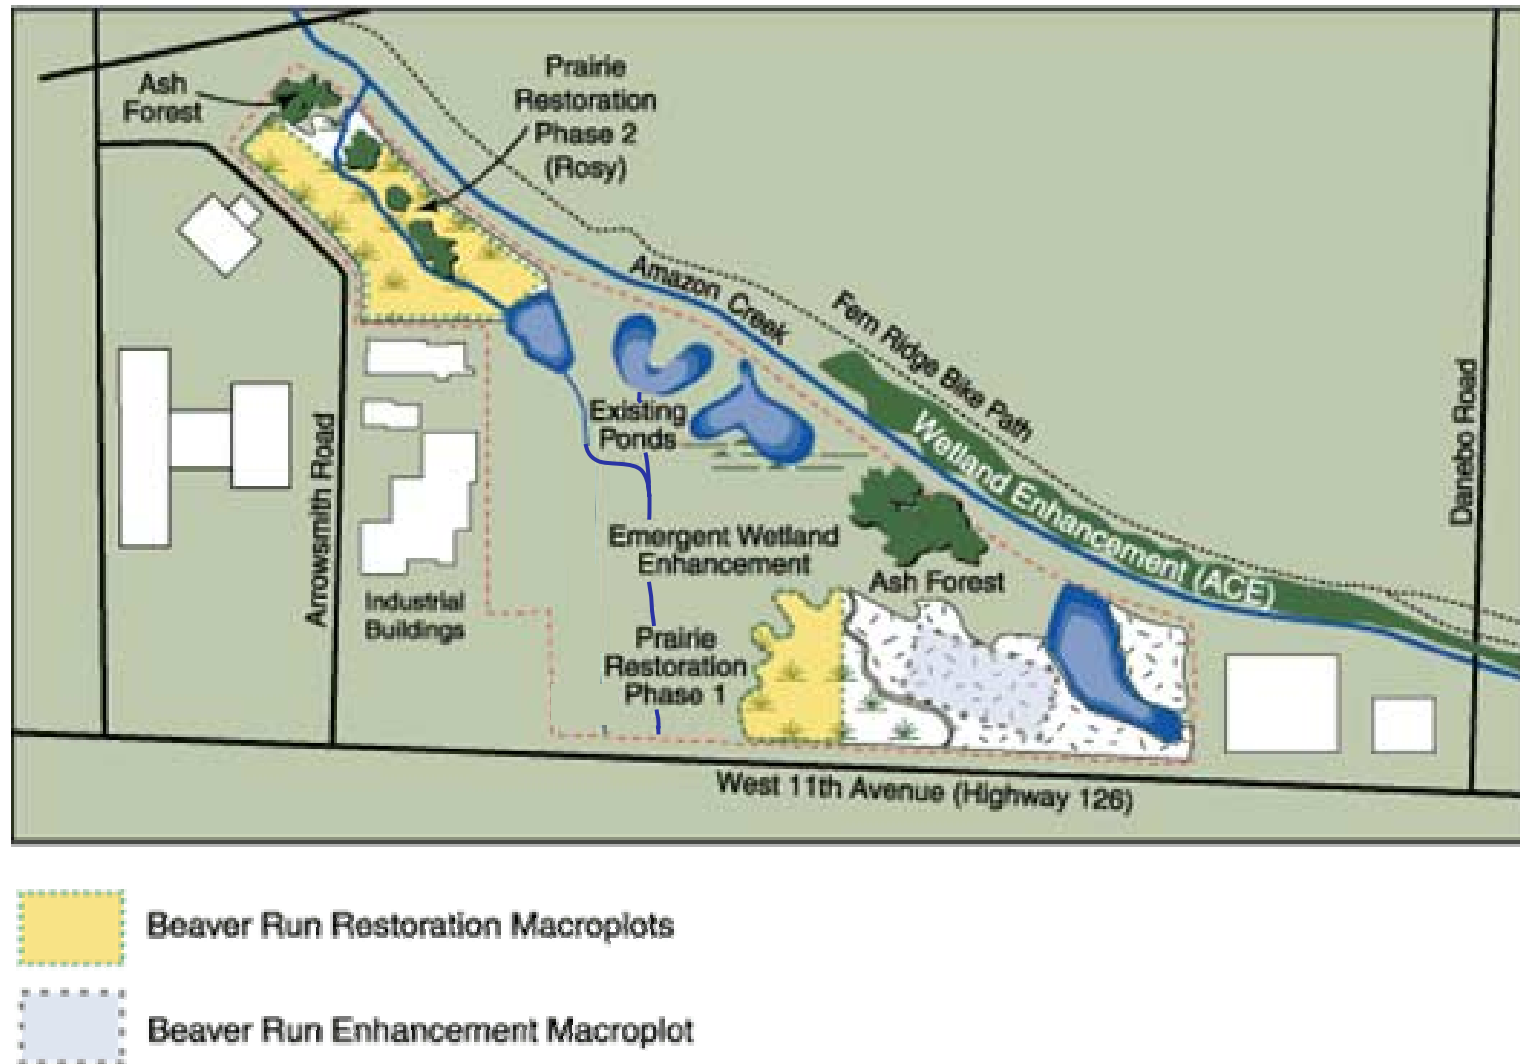 Ash
Forest
Prairie
Restoration
Phase 2
(Rosy)
Amazon Creek
Fern Ridge Bike Path
Wetland Enhancement (ACE)
Danebo Road
Existing
Ponds
Arrowsmith Road
Emergent Wetland
Enhancement
Ash Forest
Industrial
Buildings
Prairie
Restoration
Phase 1
West 11th Avenue (Highway 126)
Beaver Run Restoration Macroplots
Beaver Run Enhancement Macroplot